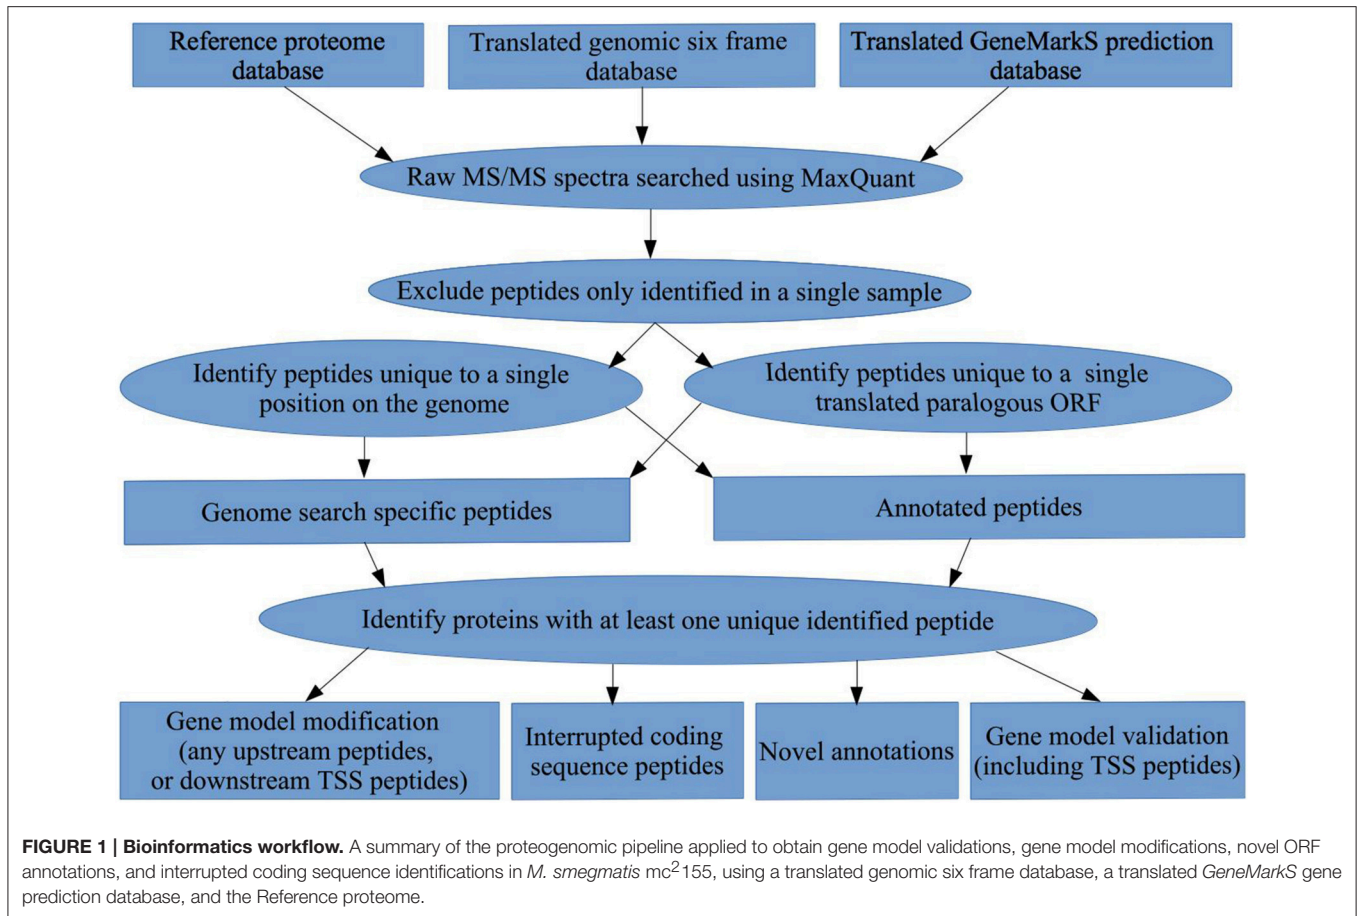 Reference proteome
database
Translated genomic six frame
database
Translated GeneMarkS prediction
database
Raw MS/MS spectra searched using MaxQuant
Exclude peptides only identified in a single sample
Identify peptides unique to a single
position on the genome
Identify peptides unique to a single
translated paralogous ORF
Genome search specific peptides
Annotated peptides
Identify proteins with at least one unique identified peptide
Gene model modification
(any upstream peptides,
or downstream TSS peptides)
Interrupted coding
sequence peptides
Novel annotations
Gene model validation
(including TSS peptides)
FIGURE 1 | Bioinformatics workflow. A summary of the proteogenomic pipeline applied to obtain gene model validations, gene model modifications, novel ORF
annotations, and interrupted coding sequence identifications in M. smegmatis mc²155, using a translated genomic six frame database, a translated GeneMarkS gene
prediction database, and the Reference proteome.